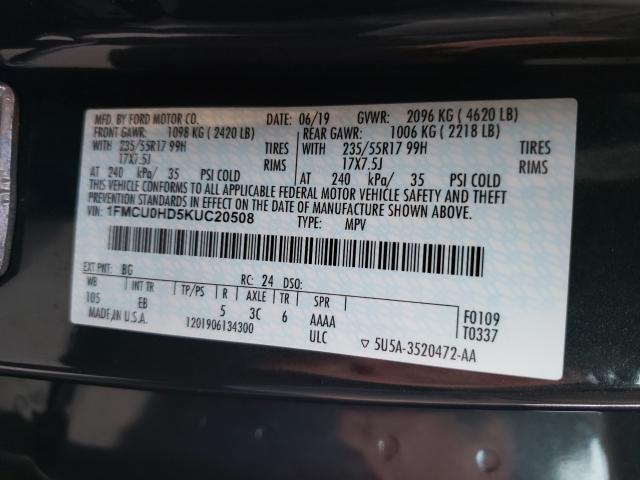 MFD. BY FORD MOTOR CO. DATE: 06/19 GVWR: 2096 KG ( 4620 LB)
FRONT GAWR: 1098 KG ( 2420 LB) REAR GAWR: 1006 KG ( 2218 LB)
WITH 235/55R17 99H TIRES WITH 235/55R17 99H TIRES
17X7.5J RIMS 17X7.5J RIMS
AT 240 kPa/ 35 PSI COLD AT 240 kPa/ 35 PSI COLD
THIS VEHICLE CONFORMS TO ALL APPLICABLE FEDERAL MOTOR VEHICLE SAFETY AND THEFT
PREVENTION STANDARDS IN EFFECT ON THE DATE OF MANUFACTURE SHOWN ABOVE.
VIN: 1FMCU0HD5KUC20508 TYPE: MPV
EXT PNT: BG RC: 24 DSO:
WB INT TR TP/PS R AXLE TR SPR
105 EB 5 3C 6 AAAA F0109
MADE IN U.S.A. 1201906134300 ULC T0337
▽ 5U5A-3520472-AA